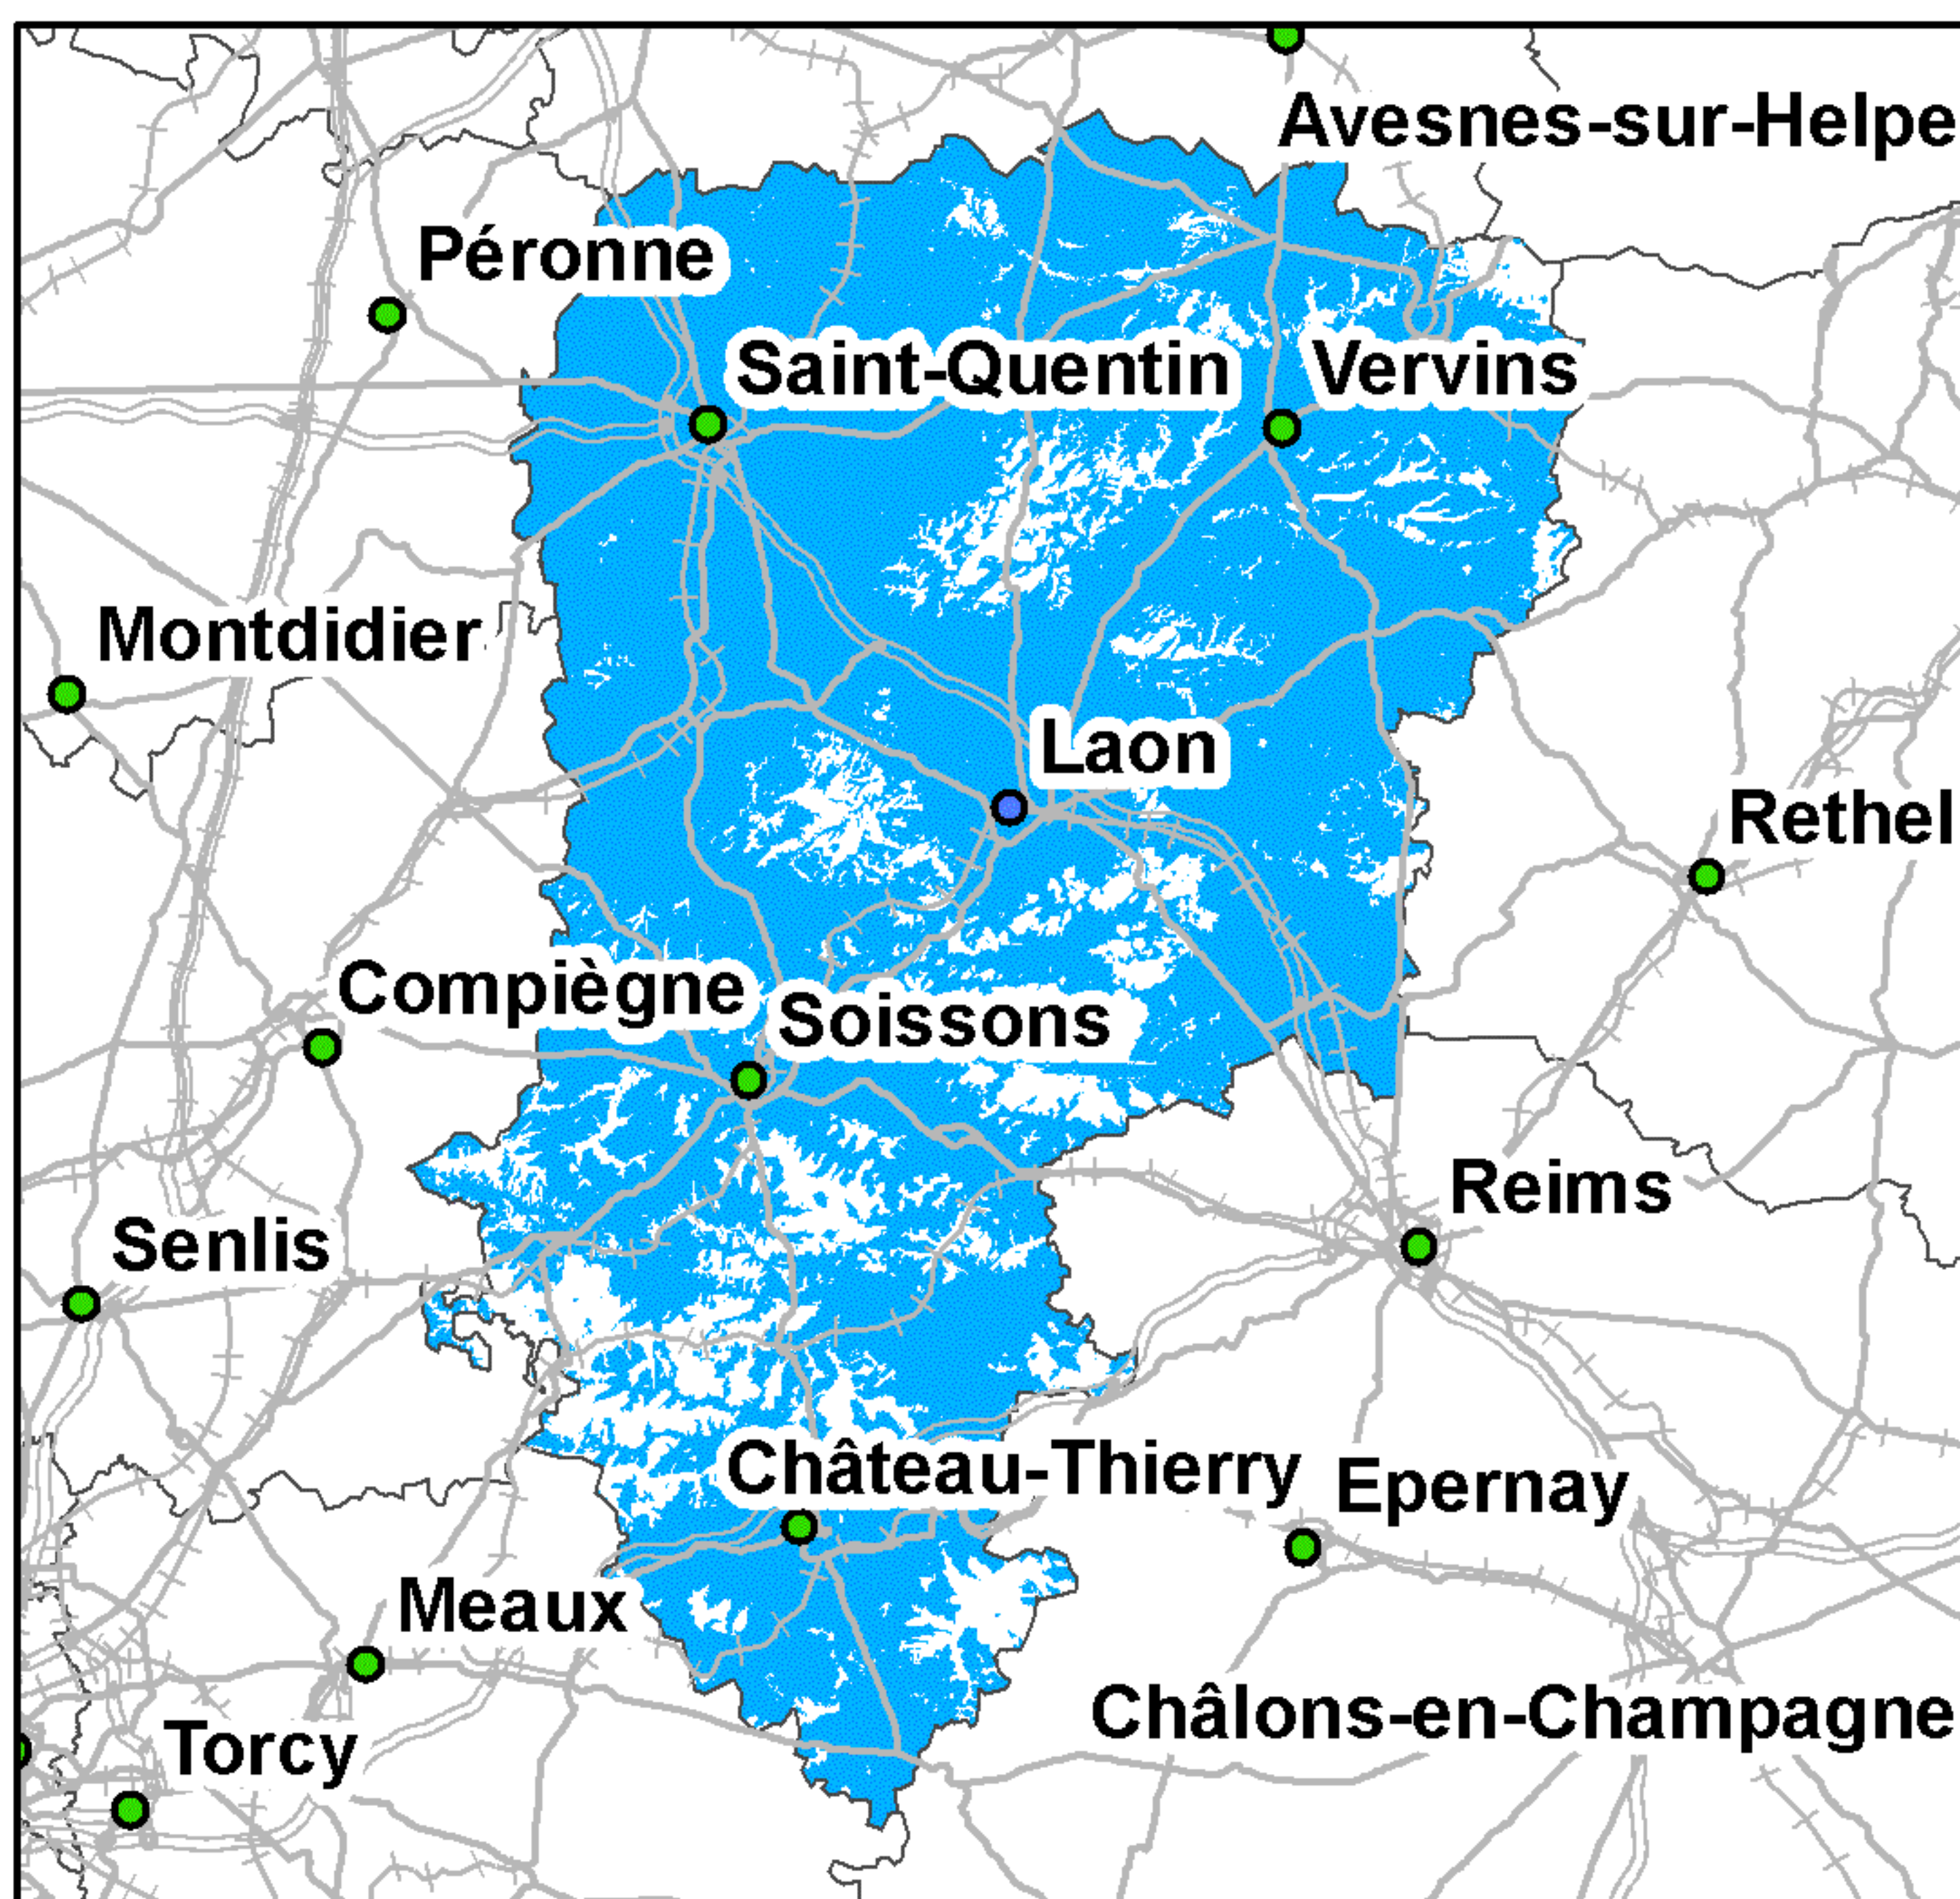 Avesnes-sur-Helpe
Péronne
Saint-Quentin
Vervins
Montdidier
Laon
Rethel
Compiègne
Soissons
Reims
Senlis
Château-Thierry
Epernay
Meaux
Châlons-en-Champagne
Torcy